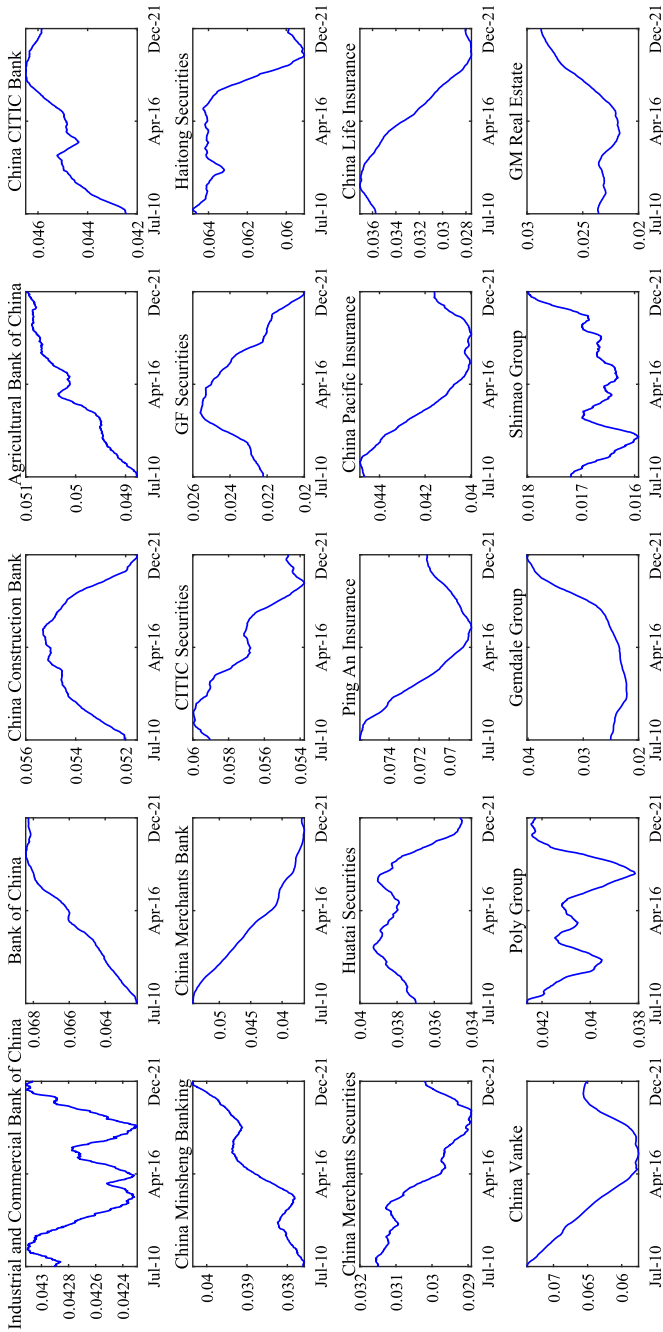 Industrial and Commercial Bank of China
0.043
0.0428
0.0426
0.0424
Jul-10 Apr-16 Dec-21
Bank of China
0.068
0.066
0.064
Jul-10 Apr-16 Dec-21
China Construction Bank
0.056
0.054
0.052
Jul-10 Apr-16 Dec-21
Agricultural Bank of China
0.051
0.05
0.049
Jul-10 Apr-16 Dec-21
China CITIC Bank
0.046
0.044
0.042
Jul-10 Apr-16 Dec-21
China Minsheng Banking
0.04
0.039
0.038
Jul-10 Apr-16 Dec-21
China Merchants Bank
0.05
0.045
0.04
Jul-10 Apr-16 Dec-21
CITIC Securities
0.06
0.058
0.056
0.054
Jul-10 Apr-16 Dec-21
GF Securities
0.026
0.024
0.022
0.02
Jul-10 Apr-16 Dec-21
Haitong Securities
0.064
0.062
0.06
Jul-10 Apr-16 Dec-21
China Merchants Securities
0.032
0.031
0.03
0.029
Jul-10 Apr-16 Dec-21
Huatai Securities
0.04
0.038
0.036
0.034
Jul-10 Apr-16 Dec-21
Ping An Insurance
0.074
0.072
0.07
Jul-10 Apr-16 Dec-21
China Pacific Insurance
0.044
0.042
0.04
Jul-10 Apr-16 Dec-21
China Life Insurance
0.036
0.034
0.032
0.03
0.028
Jul-10 Apr-16 Dec-21
China Vanke
0.07
0.065
0.06
Jul-10 Apr-16 Dec-21
Poly Group
0.042
0.04
0.038
Jul-10 Apr-16 Dec-21
Gemdale Group
0.04
0.03
0.02
Jul-10 Apr-16 Dec-21
Shimao Group
0.018
0.017
0.016
Jul-10 Apr-16 Dec-21
GM Real Estate
0.03
0.025
0.02
Jul-10 Apr-16 Dec-21